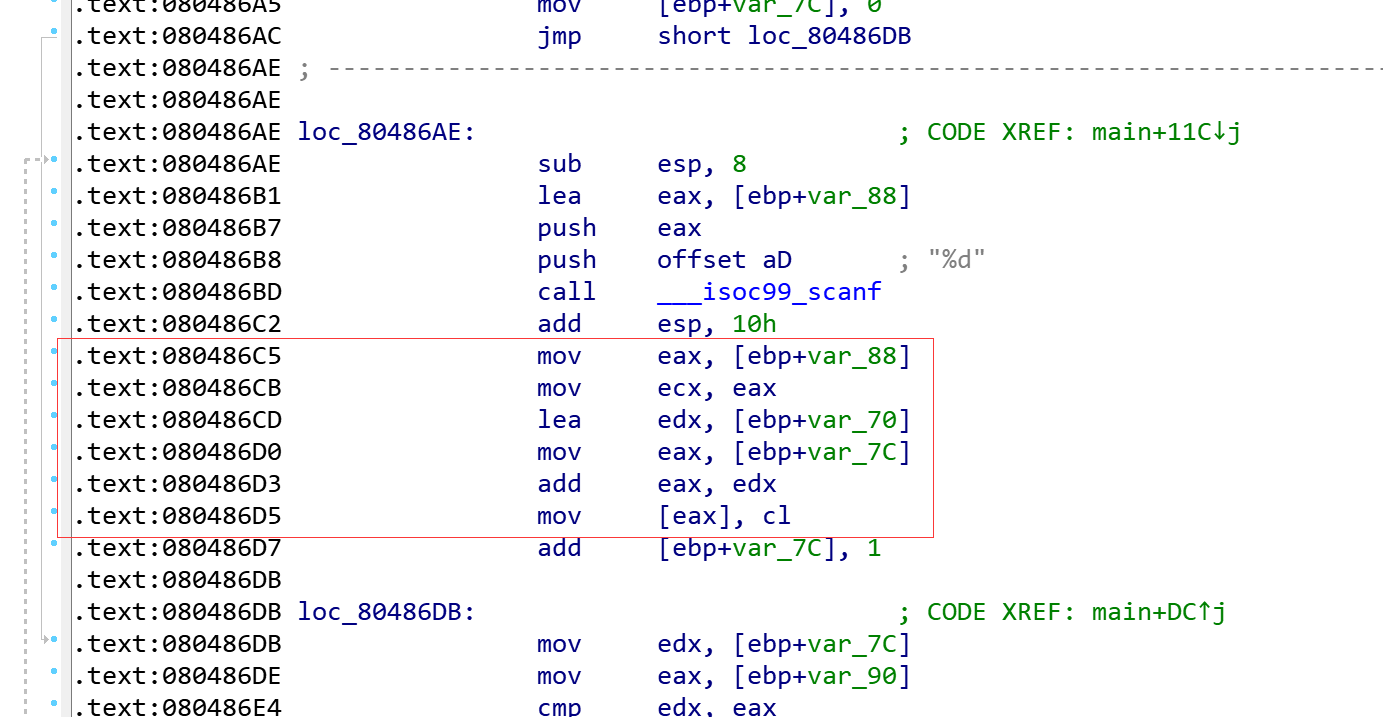 .text:080486A5 mov [ebp+var_7C], 0
.text:080486AC jmp short loc_80486DB
.text:080486AE ; ---------------------------------------------------------------------------
.text:080486AE
.text:080486AE loc_80486AE: ; CODE XREF: main+11C↓j
.text:080486AE sub esp, 8
.text:080486B1 lea eax, [ebp+var_88]
.text:080486B7 push eax
.text:080486B8 push offset aD ; "%d"
.text:080486BD call ___isoc99_scanf
.text:080486C2 add esp, 10h
.text:080486C5 mov eax, [ebp+var_88]
.text:080486CB mov ecx, eax
.text:080486CD lea edx, [ebp+var_70]
.text:080486D0 mov eax, [ebp+var_7C]
.text:080486D3 add eax, edx
.text:080486D5 mov [eax], cl
.text:080486D7 add [ebp+var_7C], 1
.text:080486DB
.text:080486DB loc_80486DB: ; CODE XREF: main+DC↑j
.text:080486DB mov edx, [ebp+var_7C]
.text:080486DE mov eax, [ebp+var_90]
.text:080486E4 cmp edx, eax